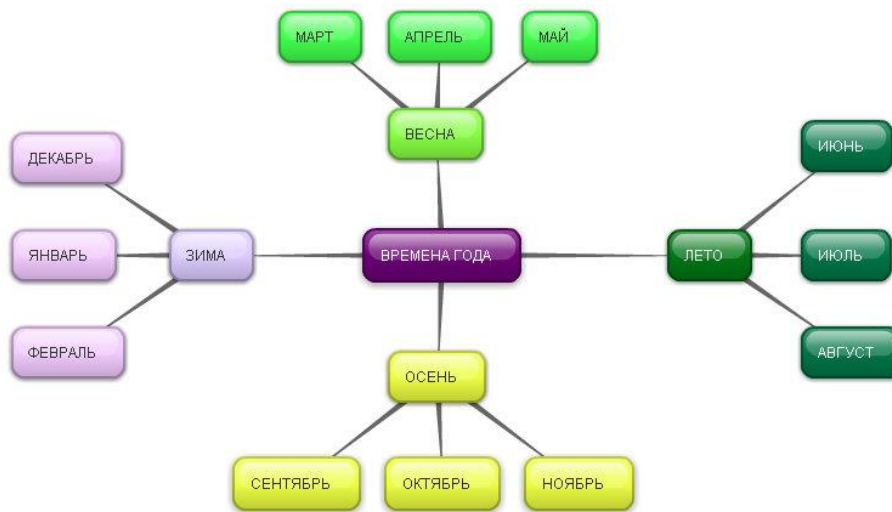 МАРТ
АПРЕЛЬ
МАЙ
ВЕСНА
ДЕКАБРЬ
ИЮНЬ
ЯНВАРЬ
ЗИМА
ВРЕМЕНА ГОДА
ЛЕТО
ИЮЛЬ
ФЕВРАЛЬ
АВГУСТ
ОСЕНЬ
СЕНТЯБРЬ
ОКТЯБРЬ
НОЯБРЬ